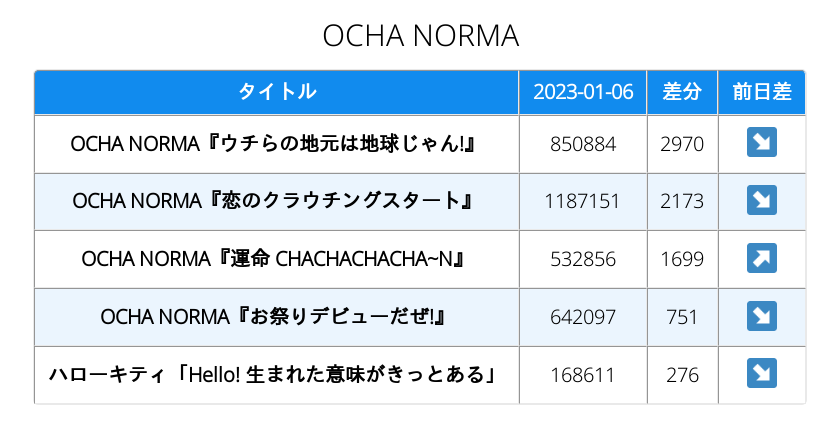 OCHA NORMA
タイトル 2023-01-06 差分 前日差
OCHA NORMA『ウチらの地元は地球じゃん!』 850884 2970
OCHA NORMA『恋のクラウチングスタート』 1187151 2173
OCHA NORMA『運命 CHACHACHACHA~N』 532856 1699
OCHA NORMA『お祭りデビューだぜ!』 642097 751
ハローキティ「Hello! 生まれた意味がきっとある」 168611 276